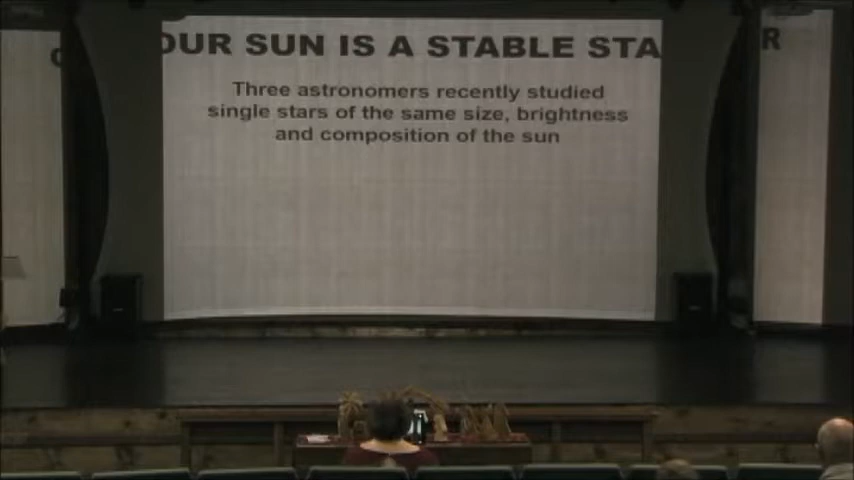 OUR SUN IS A STABLE STAR
Three astronomers recently studied
single stars of the same size, brightness
and composition of the sun